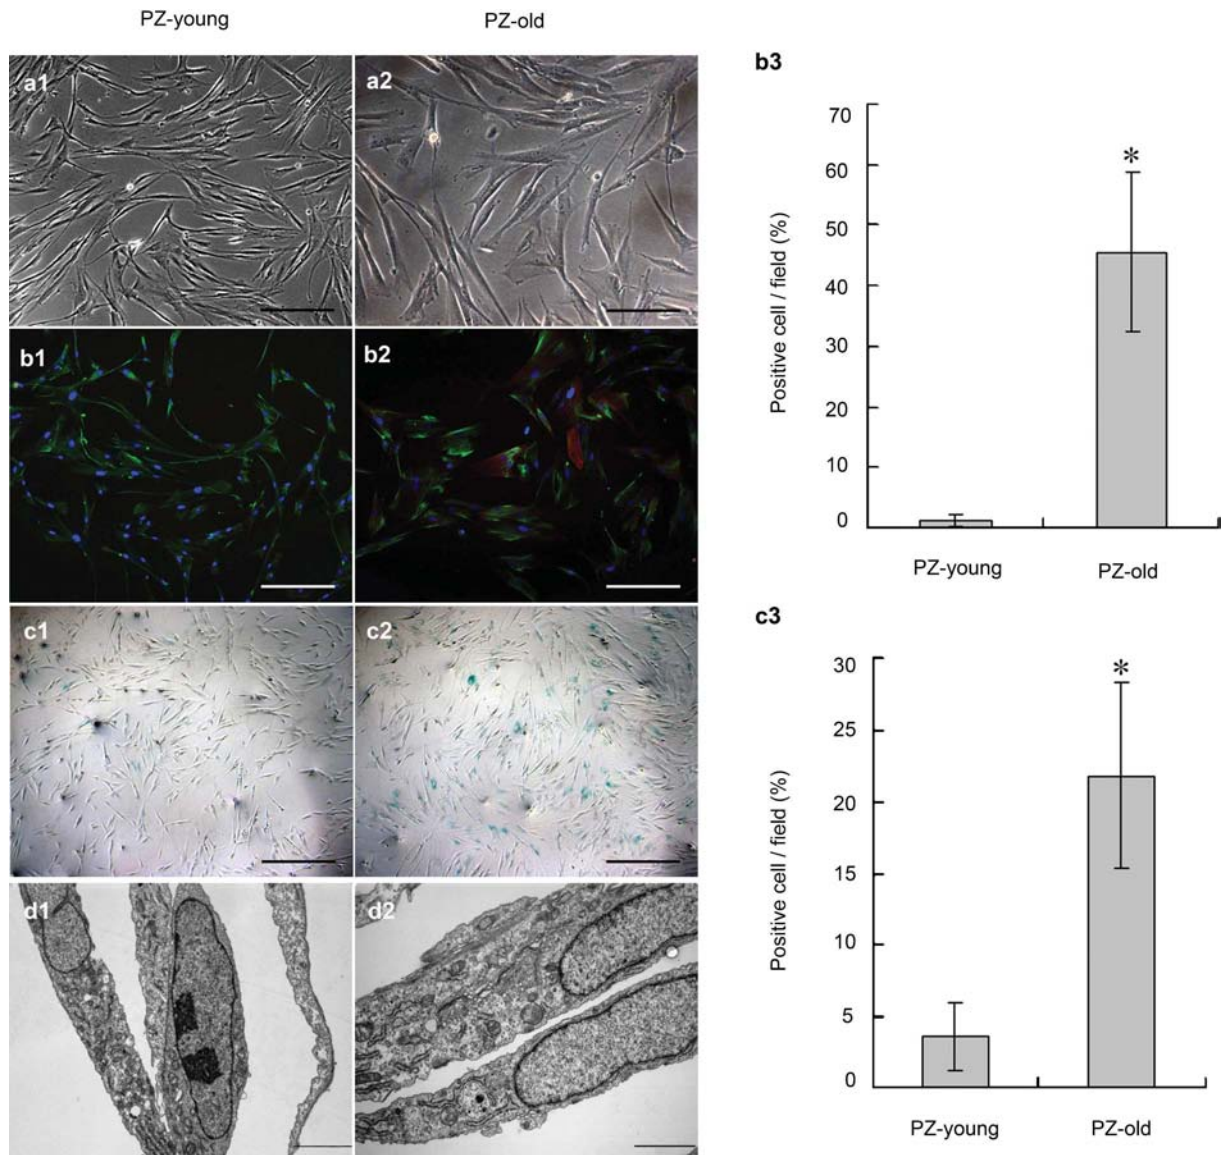 PZ-young
PZ-old
a1
a2
b1
b2
c1
c2
d1
d2
b3
Positive cell / field (%)
70
60
50
40
30
20
10
0
*
PZ-young
PZ-old
c3
Positive cell / field (%)
30
25
20
15
10
5
0
*
PZ-young
PZ-old